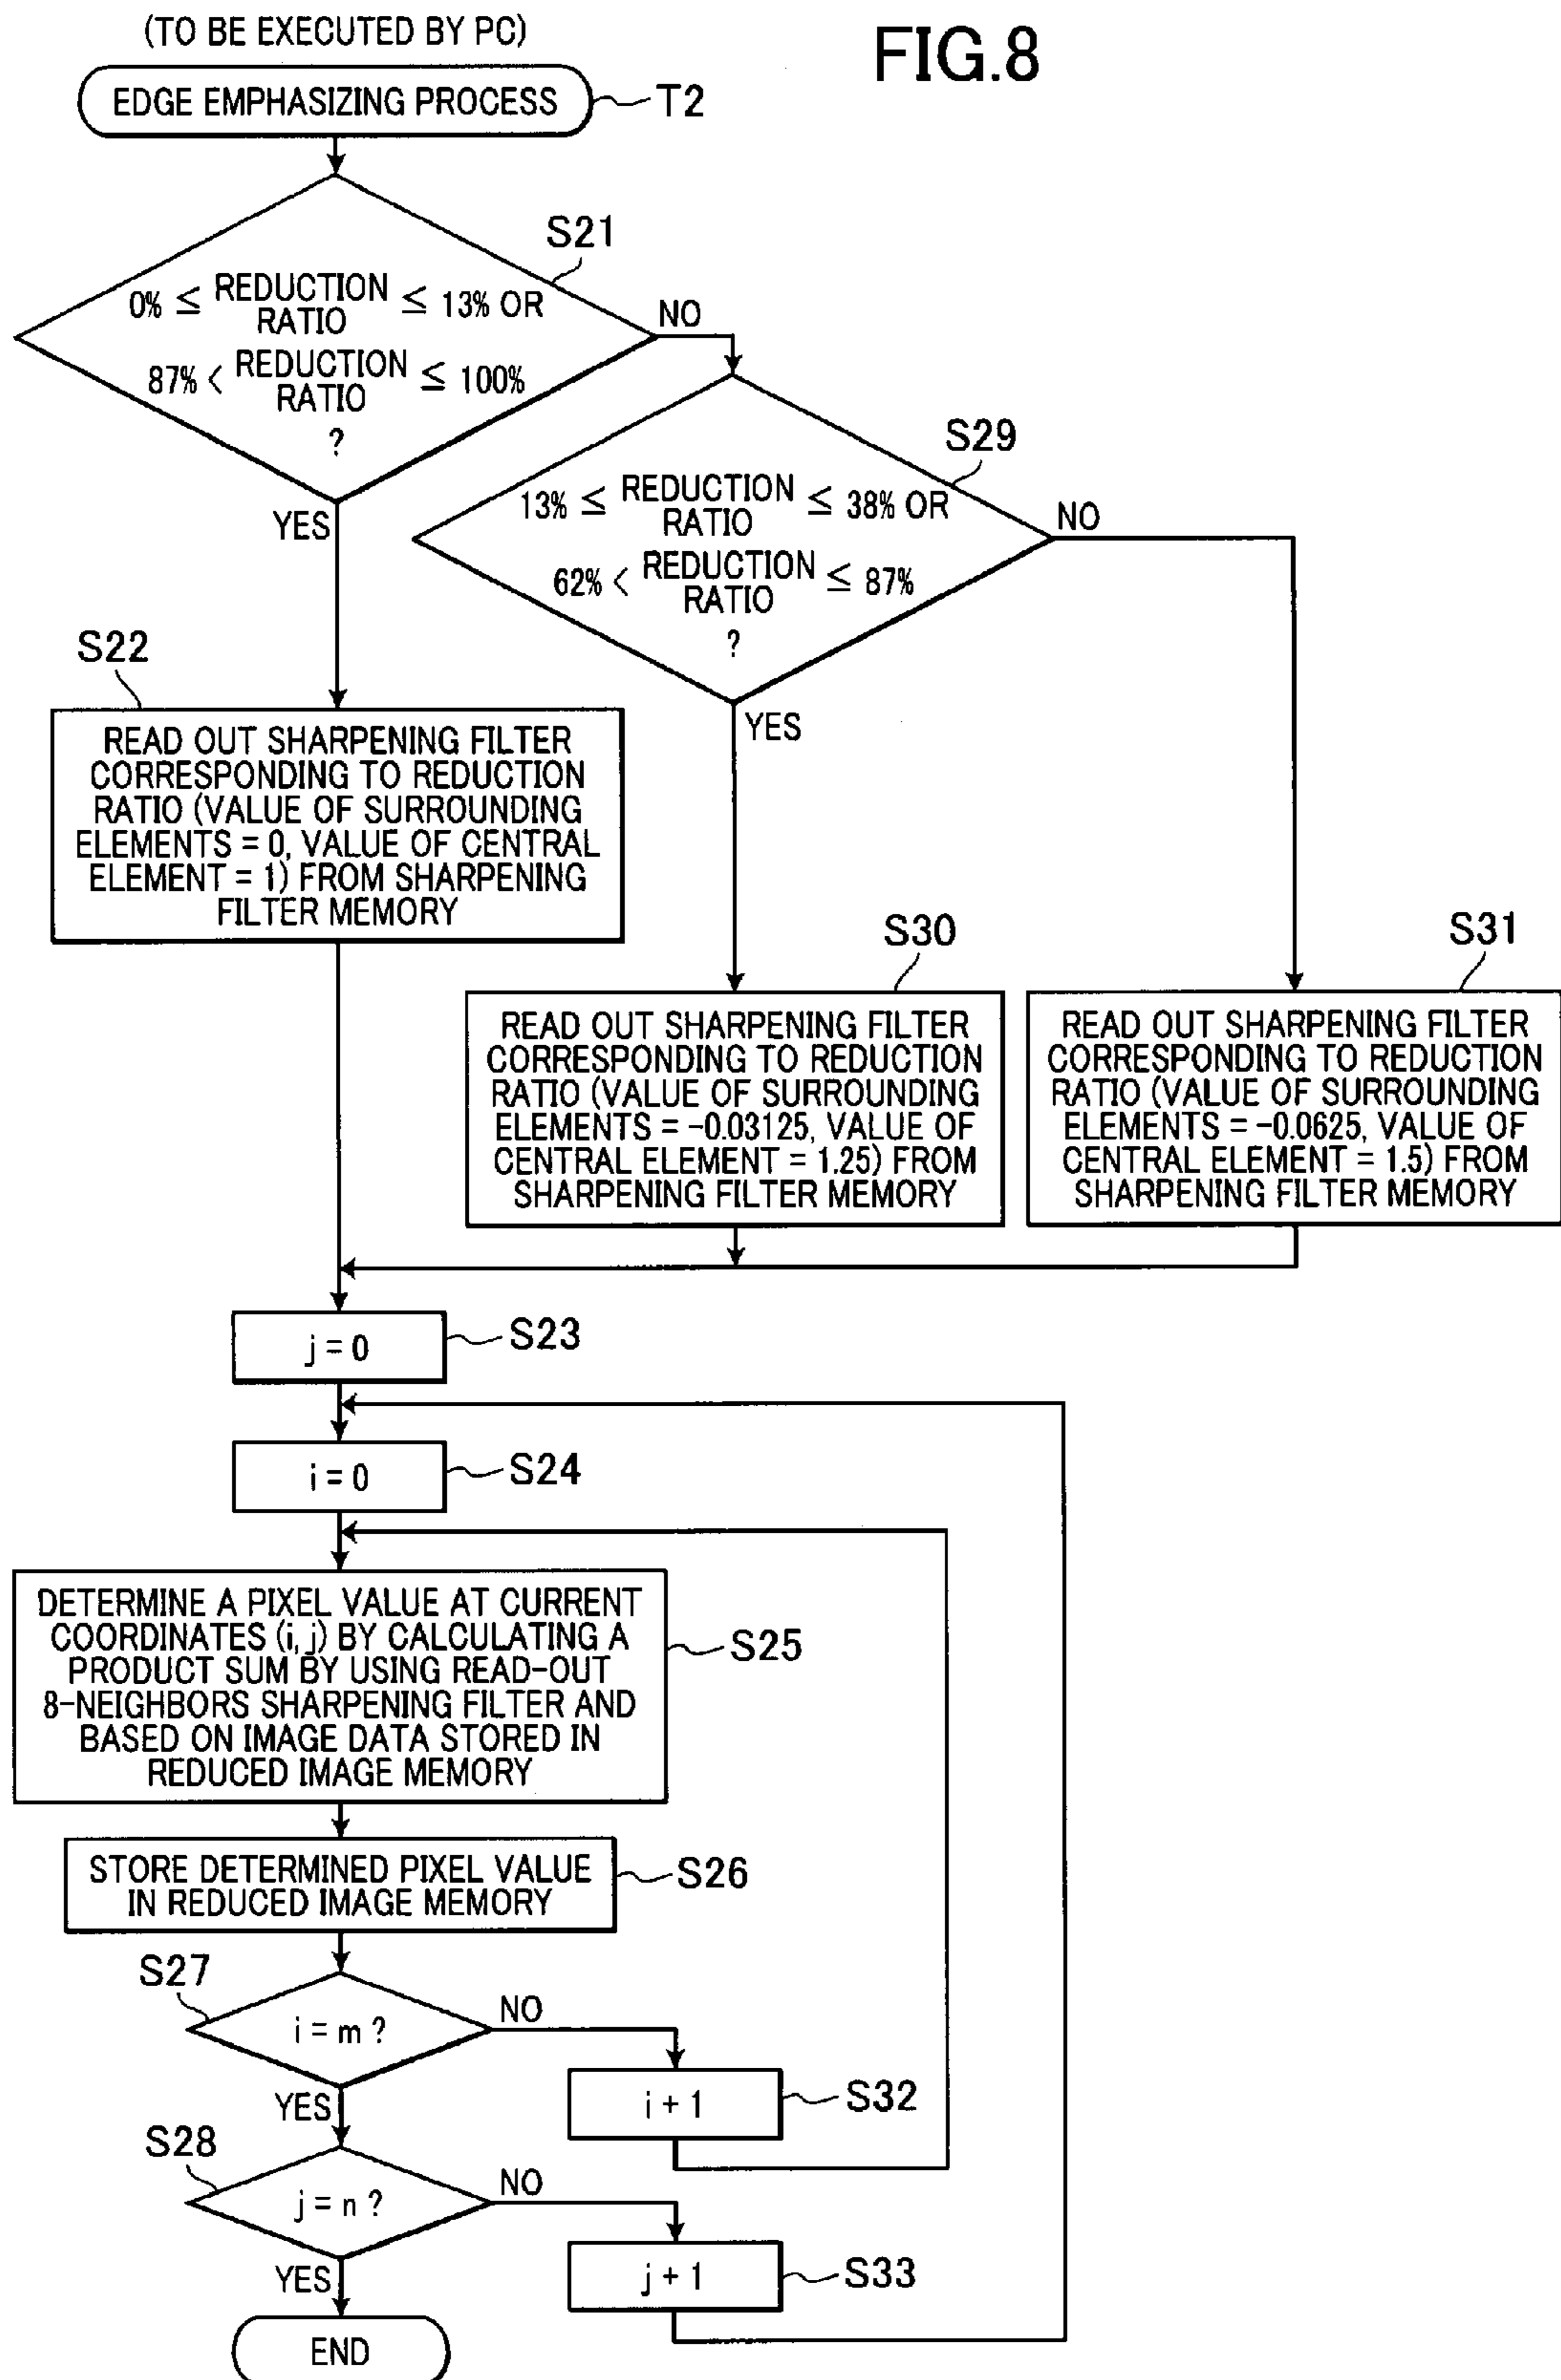 (TO BE EXECUTED BY PC)
FIG.8
EDGE EMPHASIZING PROCESS
T2
S21
0% ≦ REDUCTION RATIO ≦ 13% OR
87% < REDUCTION RATIO ≦ 100%
?
NO
YES
S29
13% ≦ REDUCTION RATIO ≦ 38% OR
62% < REDUCTION RATIO ≦ 87%
?
NO
YES
S22
READ OUT SHARPENING FILTER
CORRESPONDING TO REDUCTION
RATIO (VALUE OF SURROUNDING
ELEMENTS = 0, VALUE OF CENTRAL
ELEMENT = 1) FROM SHARPENING
FILTER MEMORY
S30
READ OUT SHARPENING FILTER
CORRESPONDING TO REDUCTION
RATIO (VALUE OF SURROUNDING
ELEMENTS = -0.03125, VALUE OF
CENTRAL ELEMENT = 1.25) FROM
SHARPENING FILTER MEMORY
S31
READ OUT SHARPENING FILTER
CORRESPONDING TO REDUCTION
RATIO (VALUE OF SURROUNDING
ELEMENTS = -0.0625, VALUE OF
CENTRAL ELEMENT = 1.5) FROM
SHARPENING FILTER MEMORY
j = 0
S23
i = 0
S24
DETERMINE A PIXEL VALUE AT CURRENT
COORDINATES (i, j) BY CALCULATING A
PRODUCT SUM BY USING READ-OUT
8-NEIGHBORS SHARPENING FILTER AND
BASED ON IMAGE DATA STORED IN
REDUCED IMAGE MEMORY
S25
STORE DETERMINED PIXEL VALUE
IN REDUCED IMAGE MEMORY
S26
S27
i = m ?
NO
YES
i + 1
S32
S28
j = n ?
NO
YES
j + 1
S33
END